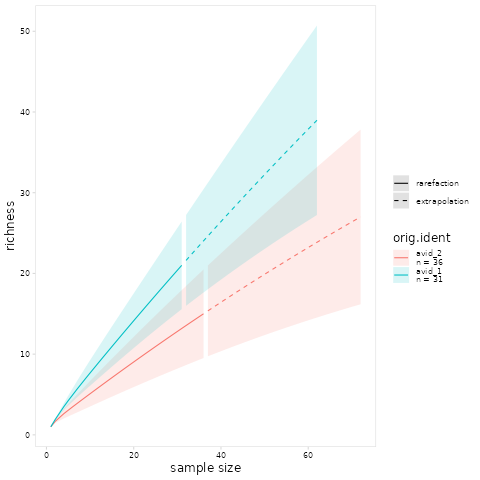 50
40
30
20
10
0
richness
0
20
40
60
sample size
rarefaction
extrapolation
orig.ident
avid_2
n = 36
avid_1
n = 31